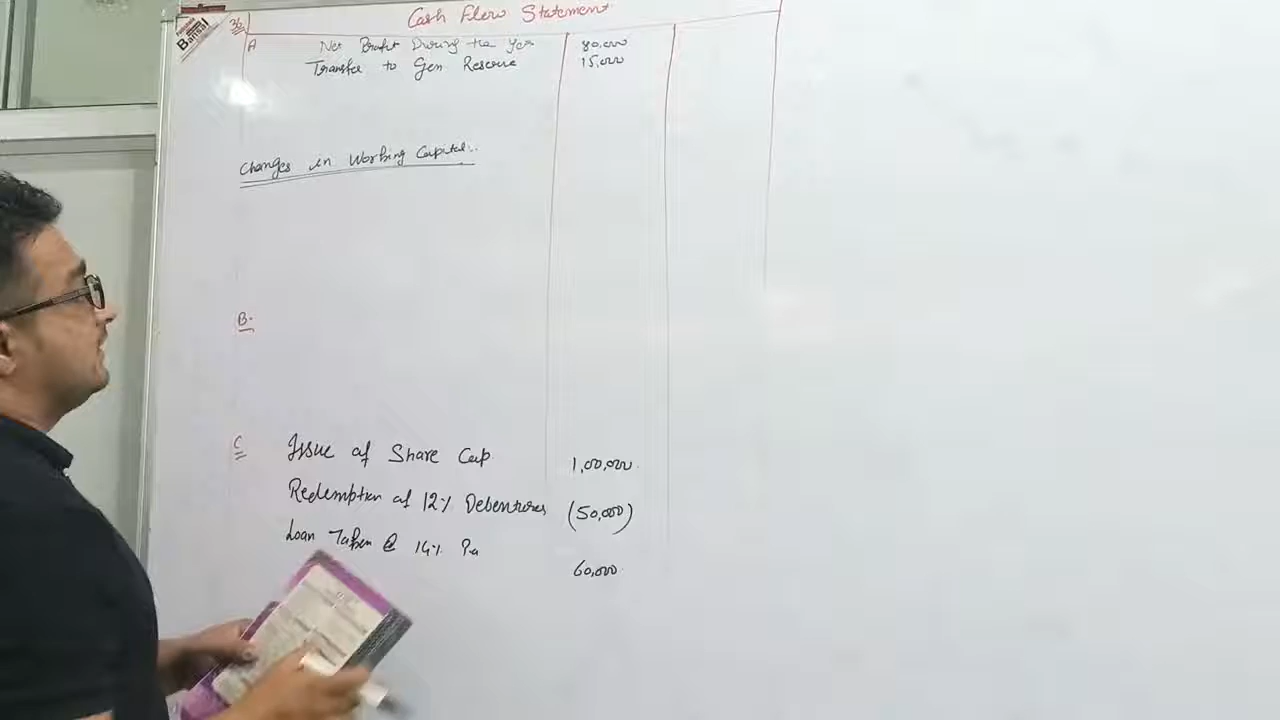 Cash Flow Statement
36
Bansal
A Net Profit During the Year 80,000
Transfer to Gen Reserve 15,000
Changes in Working Capital..
B.
C Issue of Share Cap 1,00,000
Redemption of 12% Debentures (50,000)
Loan Taken @ 14% Pa 60,000